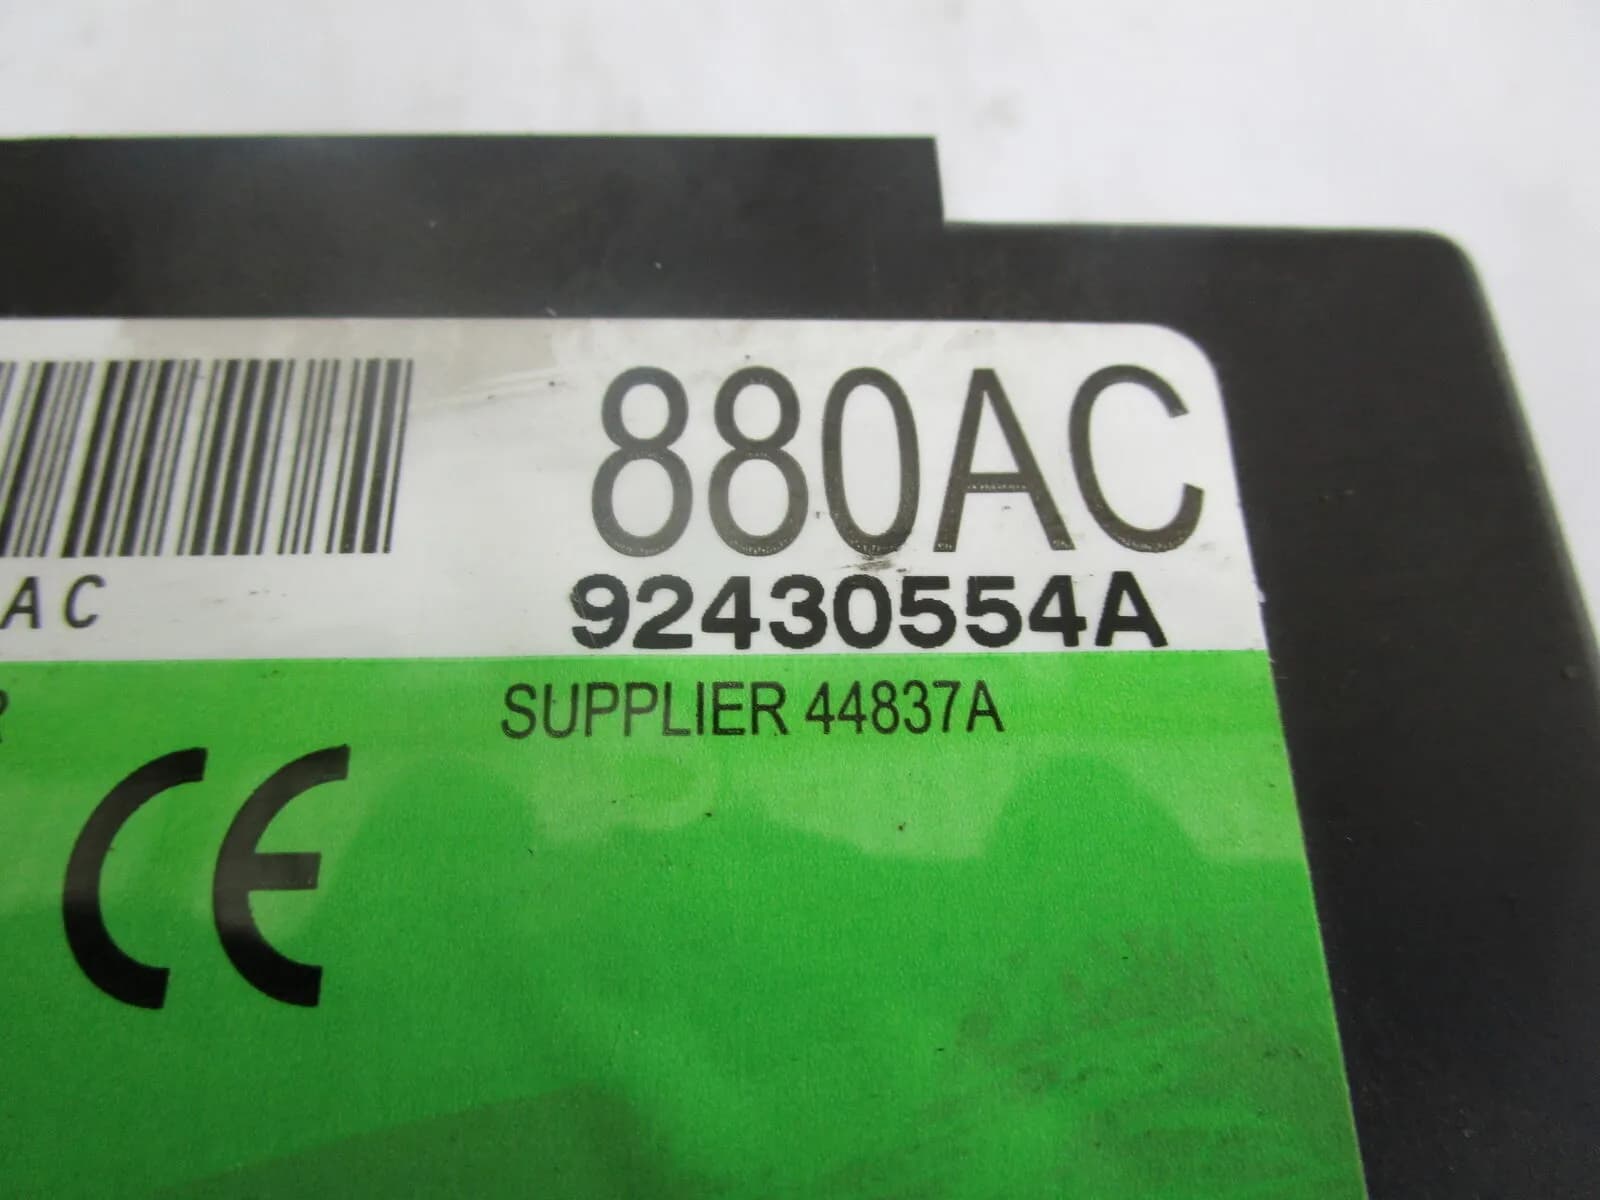 880AC
92430554A
AC
R
SUPPLIER 44837A
CE